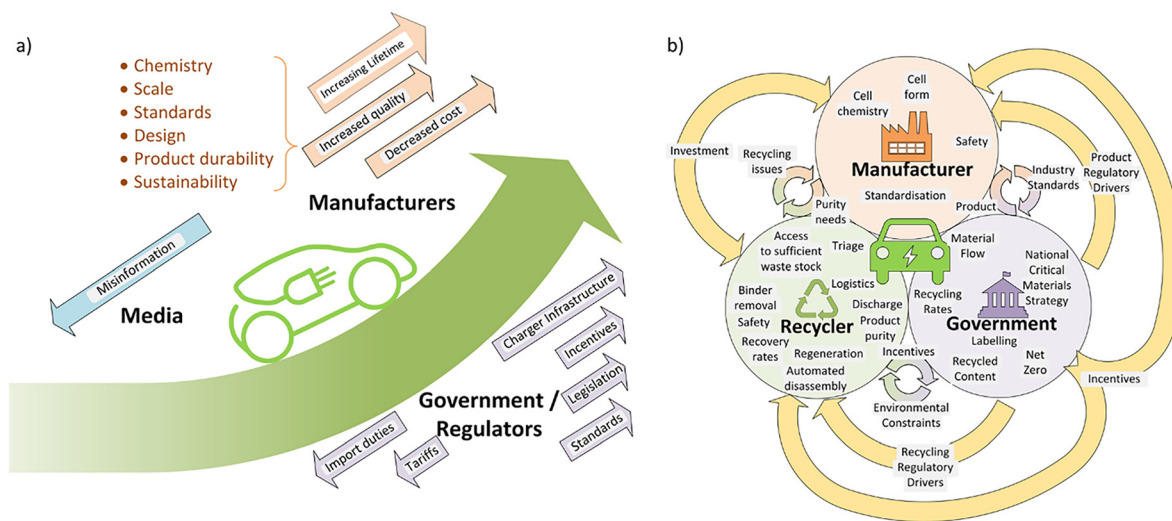 a)
• Chemistry
• Scale
• Standards
• Design
• Product durability
• Sustainability
Increasing Lifetime
Increased quality
Decreased cost
Manufacturers
Misinformation
Media
Charger Infrastructure
Incentives
Legislation
Standards
Government /
Regulators
Import duties
Tariffs
b)
Cell
form
Cell
chemistry
Safety
Manufacturer
Standardisation
Investment
Recycling
issues
Purity
needs
Industry
Standards
Product
Product
Regulatory
Drivers
Access
to sufficient
waste stock
Triage
Logistics
Binder
removal
Discharge
Safety
Recycler
Product
purity
Recovery
rates
Regeneration
Automated
disassembly
Material
Flow
National
Critical
Materials
Strategy
Recycling
Rates
Government
Labelling
Recycled
Content
Net
Zero
Incentives
Environmental
Constraints
Incentives
Recycling
Regulatory
Drivers